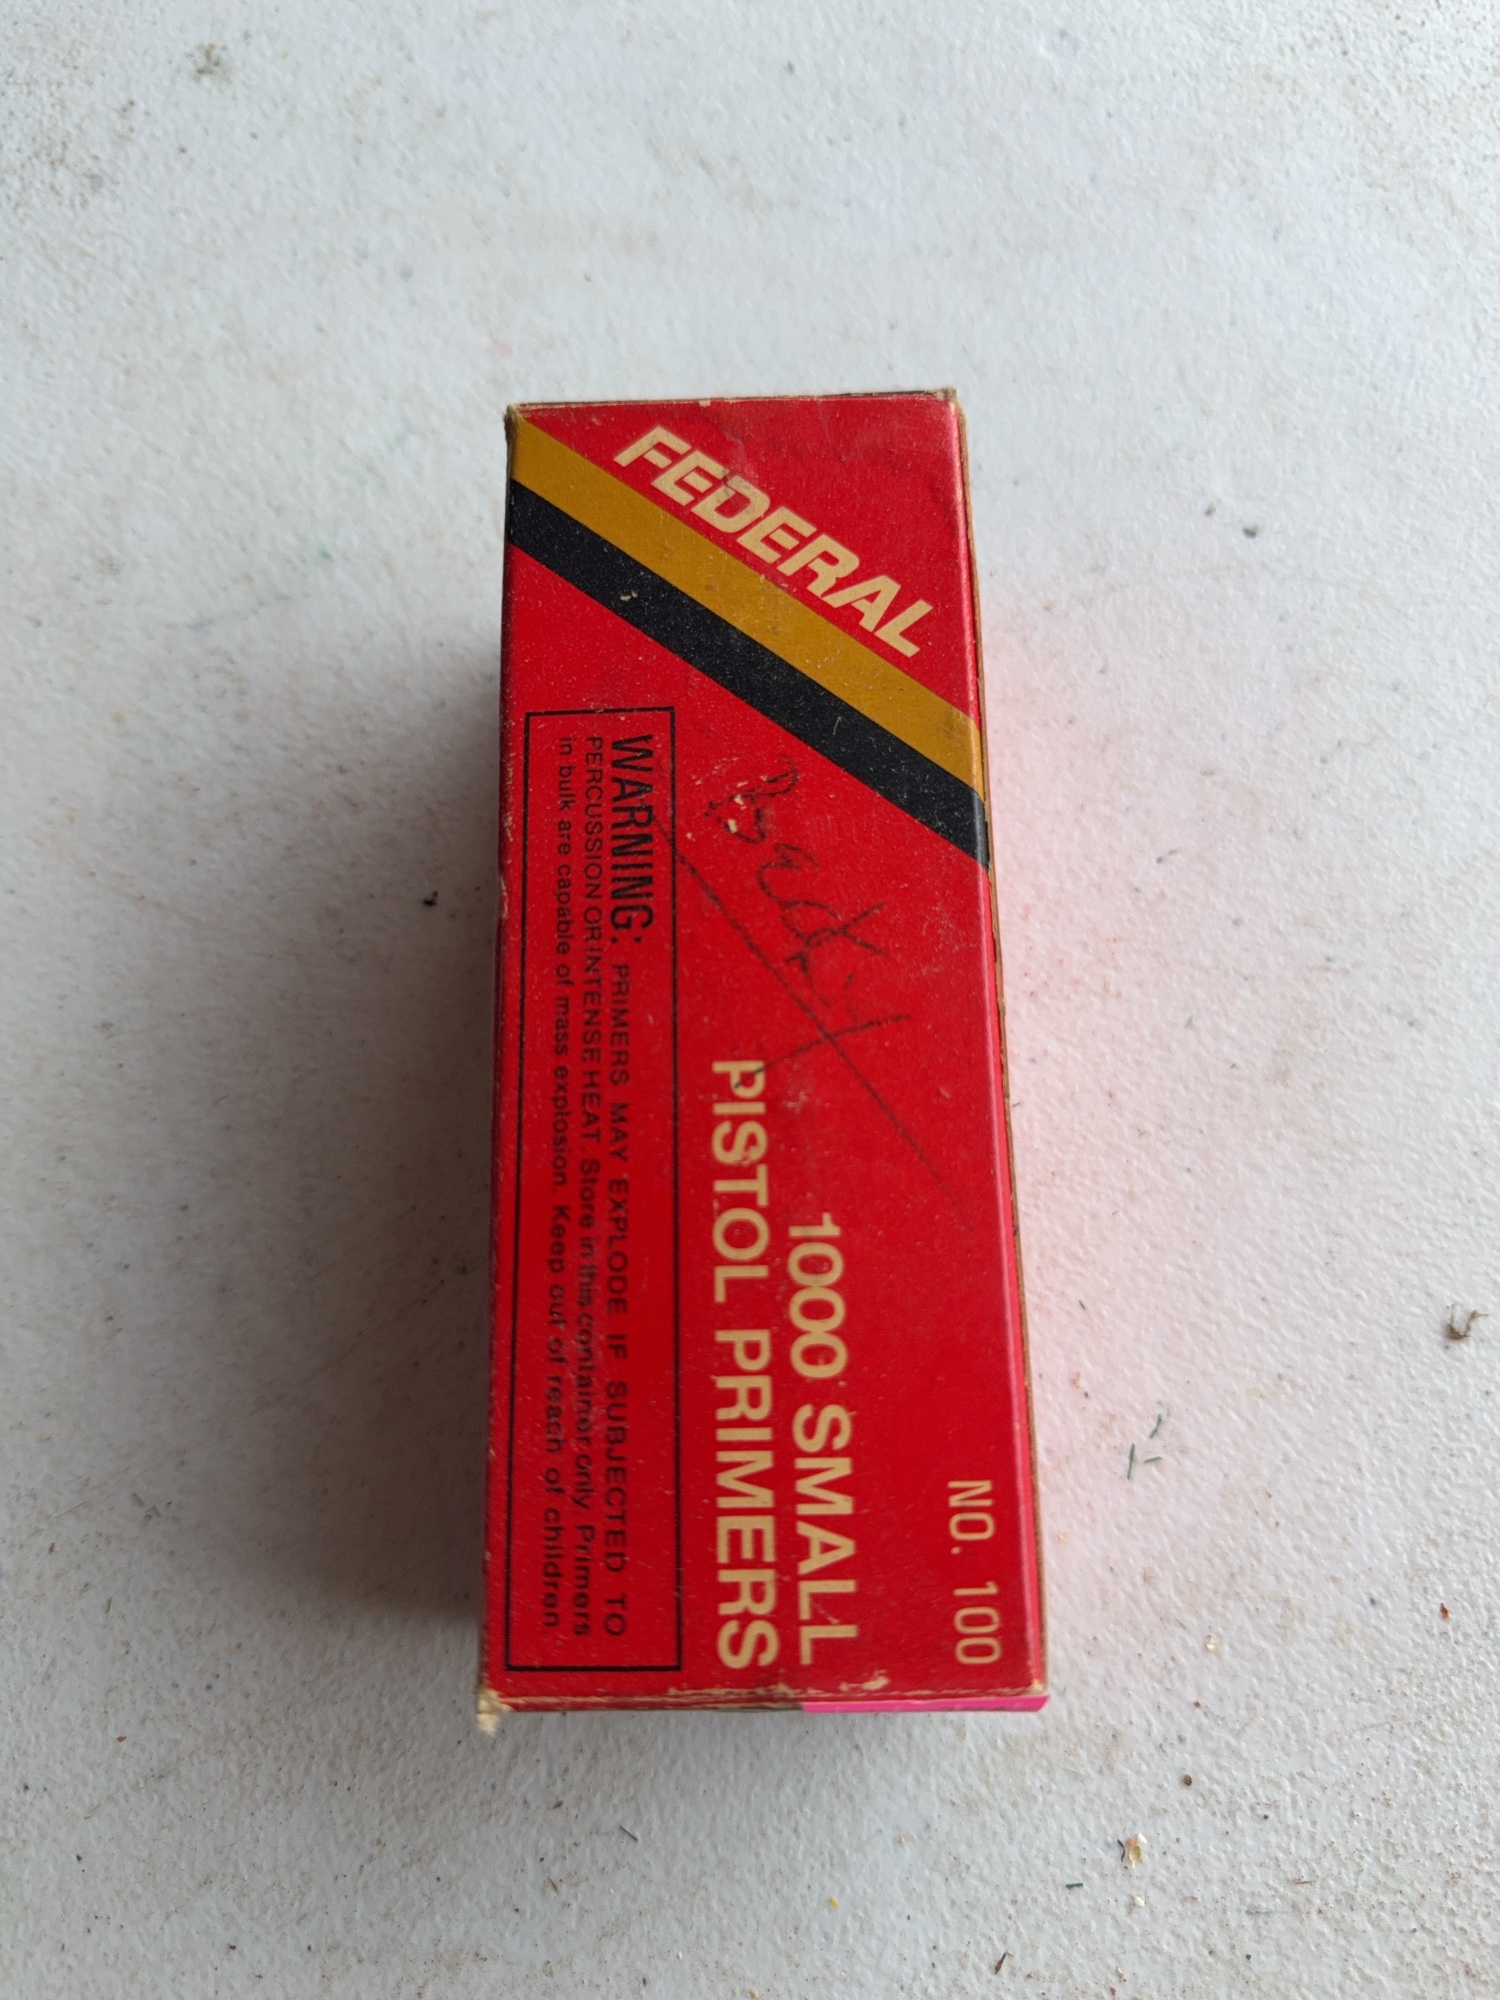 FEDERAL
NO. 100
1000 SMALL
PISTOL PRIMERS
WARNING: PRIMERS MAY EXPLODE IF SUBJECTED TO
PERCUSSION OR INTENSE HEAT. Store in this container only. Primers
in bulk are capable of mass explosion. Keep out of reach of children.